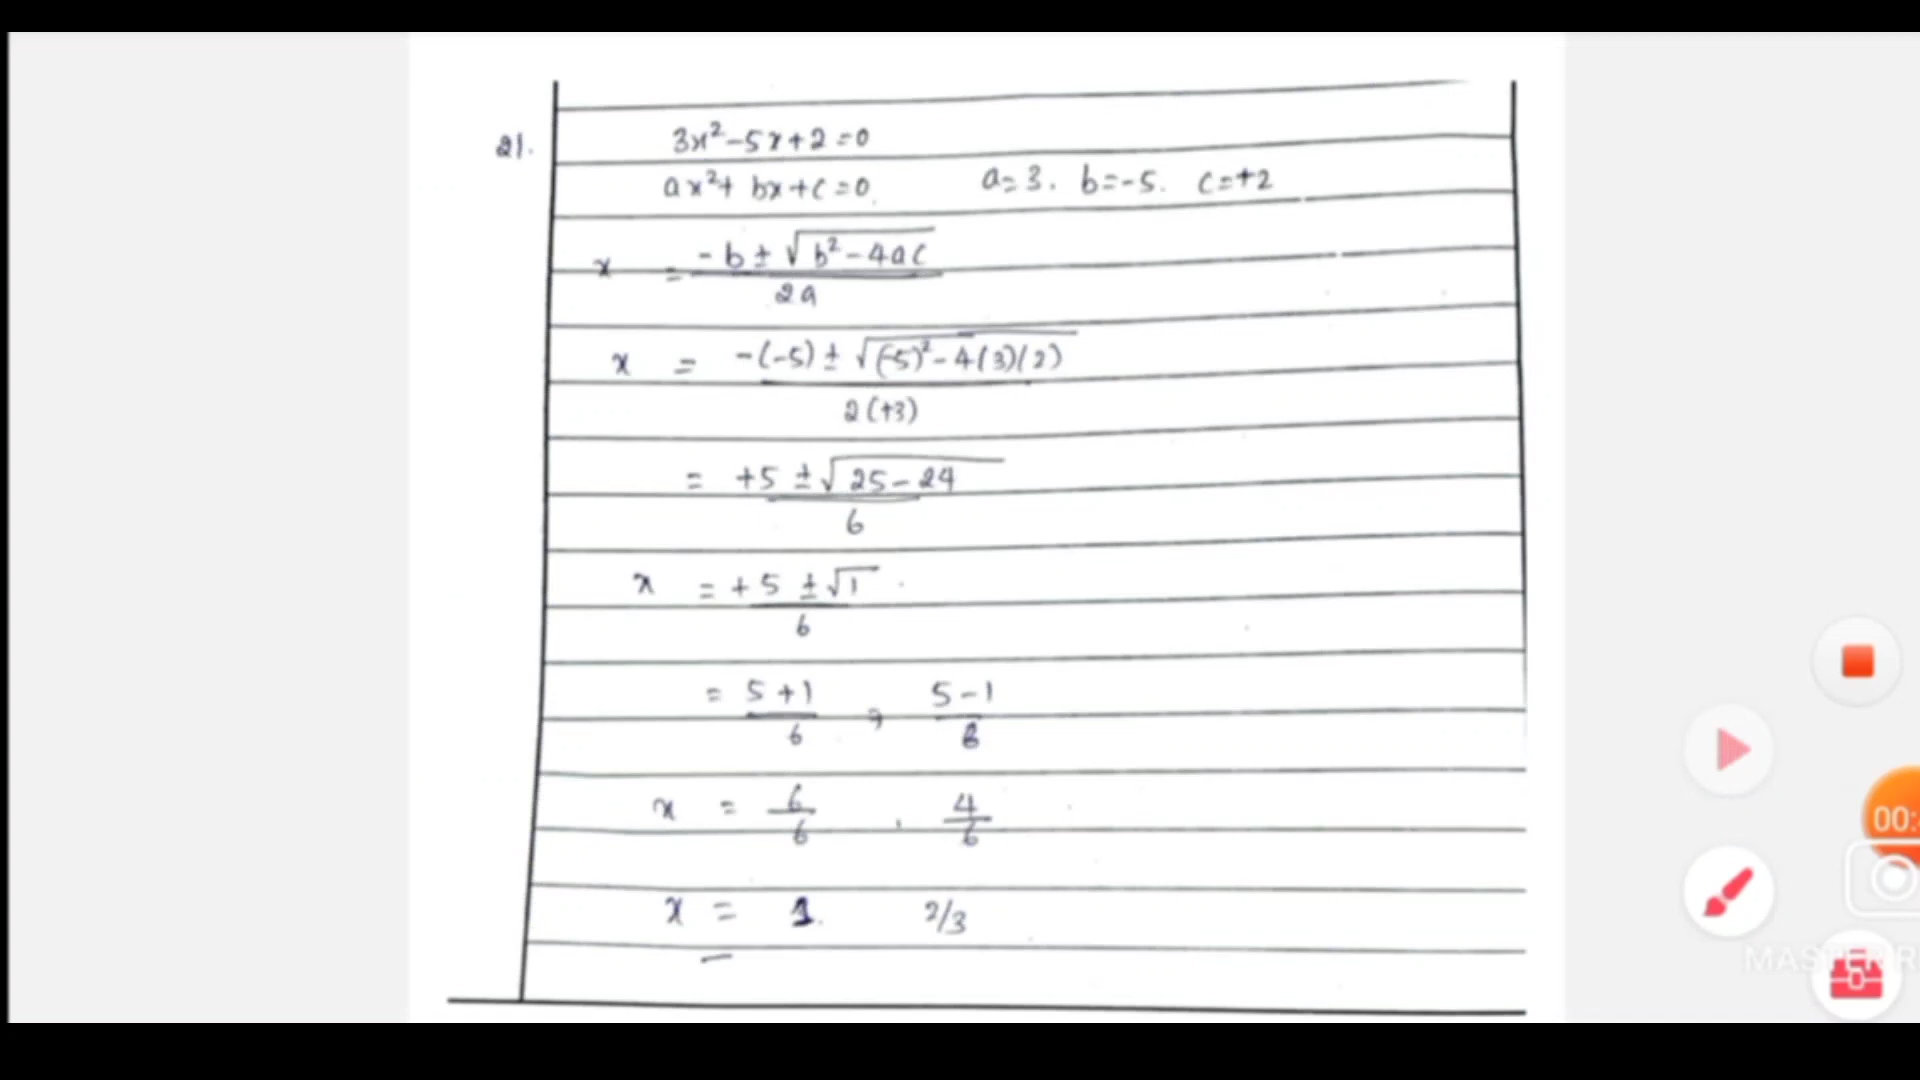 21. 3x²-5x+2=0
ax²+bx+c=0. a=3. b=-5. c=+2
x = -b ± √b²-4ac / 2a
x = -(-5) ± √(-5)²-4(3)(2) / 2(+3)
= +5 ± √25-24 / 6
x = +5 ± √1 / 6
= 5+1 / 6 , 5-1 / 6
x = 6/6 , 4/6
x = 1. 2/3
00:
MASTER R